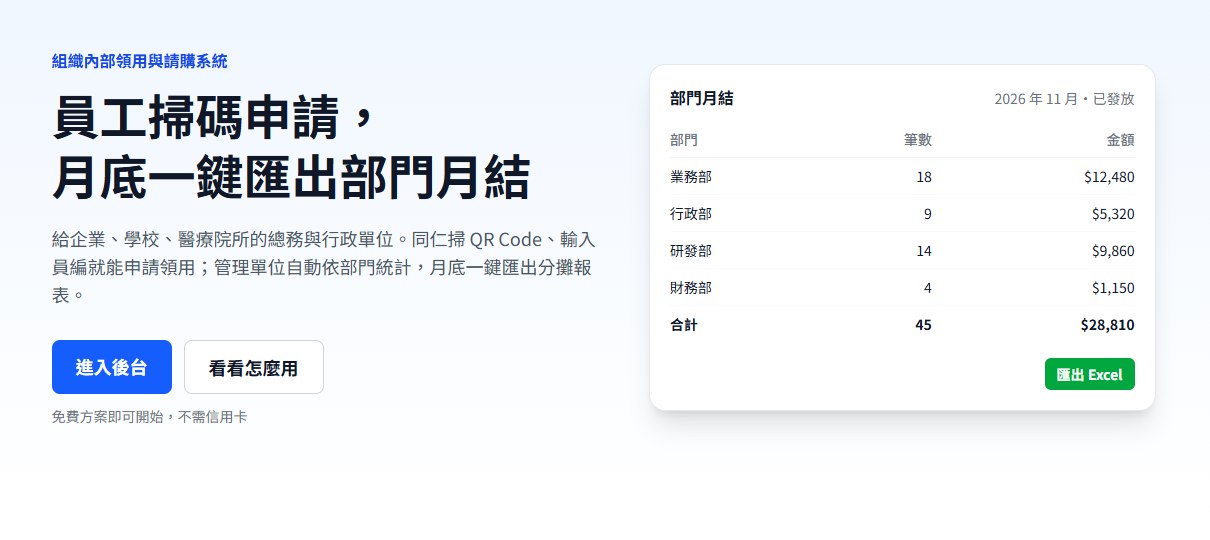 組織內部領用與請購系統
員工掃碼申請，
月底一鍵匯出部門月結
給企業、學校、醫療院所的總務與行政單位。同仁掃 QR Code、輸入
員編就能申請領用；管理單位自動依部門統計，月底一鍵匯出分攤報
表。
進入後台 看看怎麼用
免費方案即可開始，不需信用卡
部門月結 2026 年 11 月・已發放
部門 筆數 金額
業務部 18 $12,480
行政部 9 $5,320
研發部 14 $9,860
財務部 4 $1,150
合計 45 $28,810
匯出 Excel